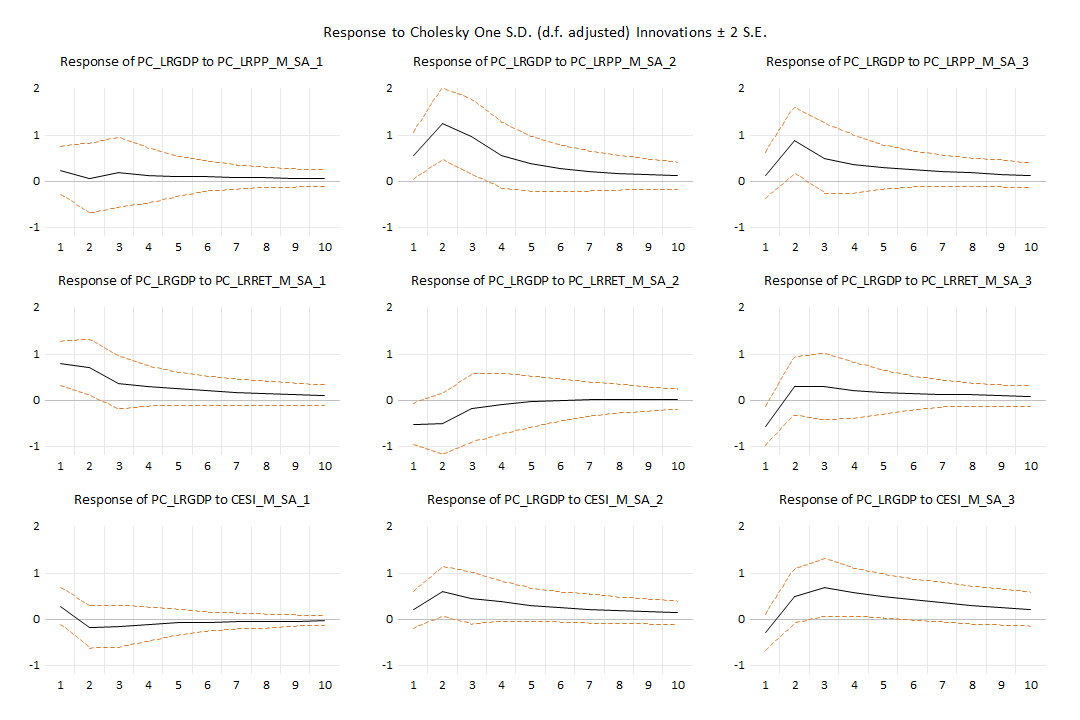 Response to Cholesky One S.D. (d.f. adjusted) Innovations ± 2 S.E.
Response of PC_LRGDP to PC_LRPP_M_SA_1
2
1
0
-1
1 2 3 4 5 6 7 8 9 10
Response of PC_LRGDP to PC_LRPP_M_SA_2
2
1
0
-1
1 2 3 4 5 6 7 8 9 10
Response of PC_LRGDP to PC_LRPP_M_SA_3
2
1
0
-1
1 2 3 4 5 6 7 8 9 10
Response of PC_LRGDP to PC_LRRET_M_SA_1
2
1
0
-1
1 2 3 4 5 6 7 8 9 10
Response of PC_LRGDP to PC_LRRET_M_SA_2
2
1
0
-1
1 2 3 4 5 6 7 8 9 10
Response of PC_LRGDP to PC_LRRET_M_SA_3
2
1
0
-1
1 2 3 4 5 6 7 8 9 10
Response of PC_LRGDP to CESI_M_SA_1
2
1
0
-1
1 2 3 4 5 6 7 8 9 10
Response of PC_LRGDP to CESI_M_SA_2
2
1
0
-1
1 2 3 4 5 6 7 8 9 10
Response of PC_LRGDP to CESI_M_SA_3
2
1
0
-1
1 2 3 4 5 6 7 8 9 10